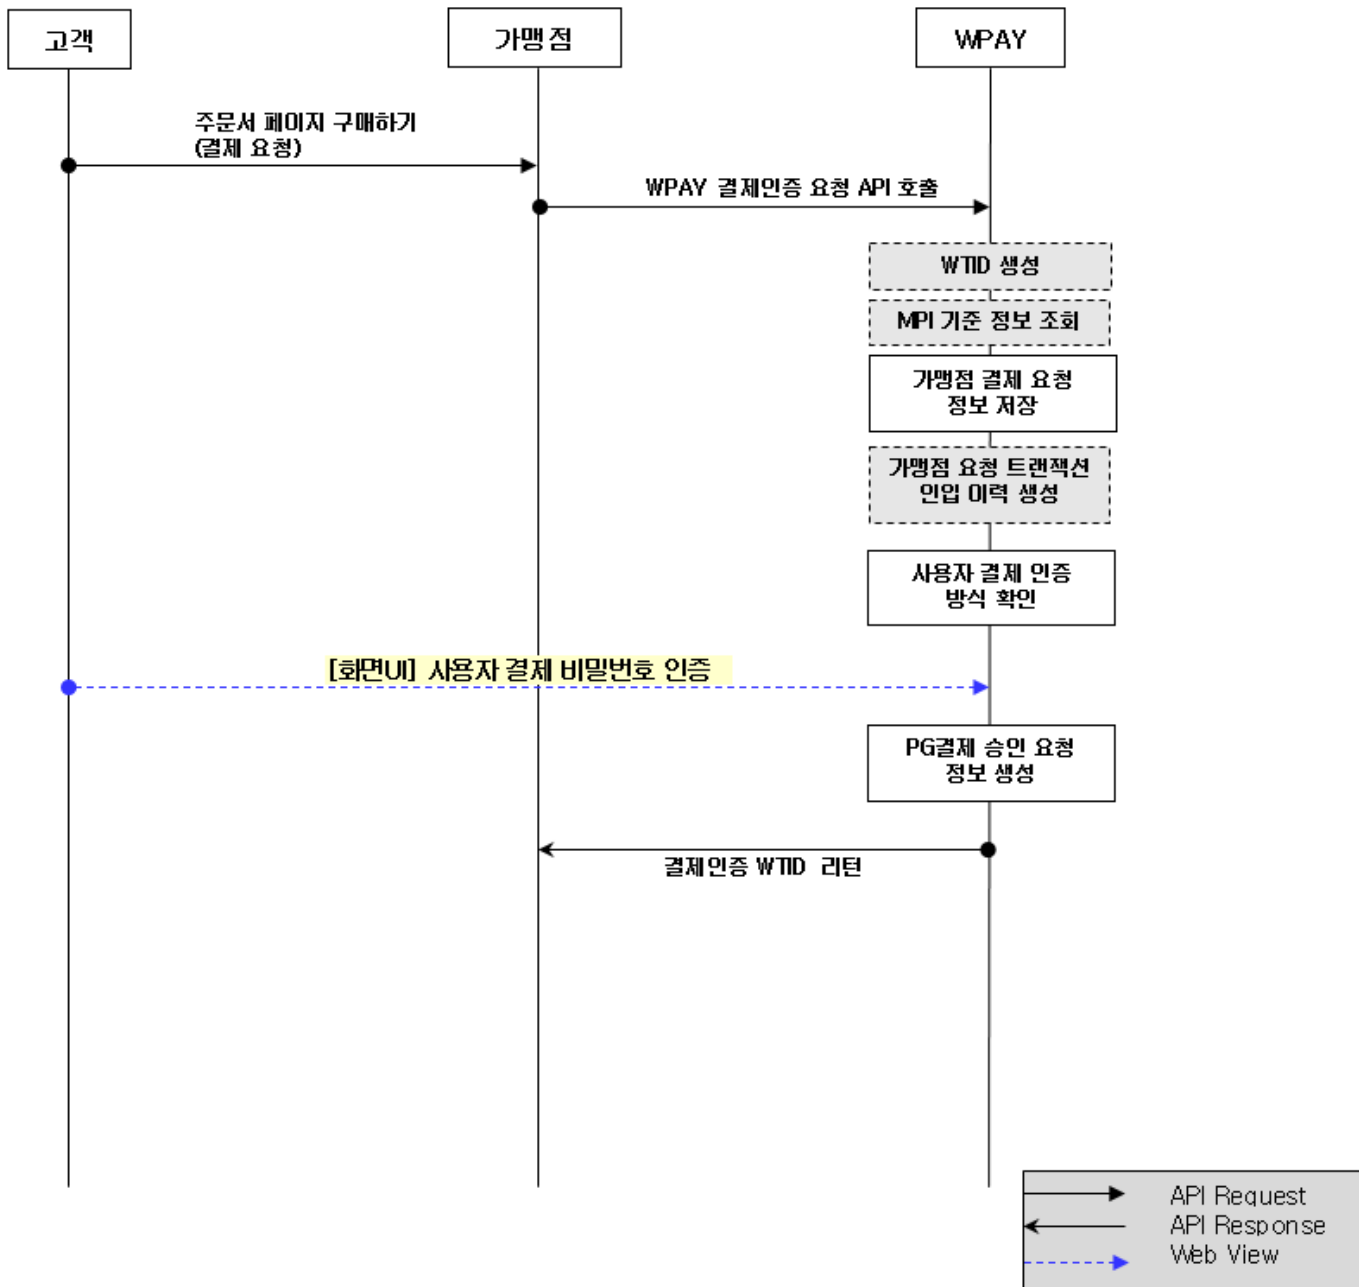 고객
가맹점
WPAY
주문서 페이지 구매하기
(결제 요청)
WPAY 결제인증 요청 API 호출
WTID 생성
MPI 기준 정보 조회
가맹점 결제 요청
정보 저장
가맹점 요청 트랜잭션
인입 이력 생성
사용자 결제 인증
방식 확인
[화면UI] 사용자 결제 비밀번호 인증
PG결제 승인 요청
정보 생성
결제인증 WTID 리턴
API Request
API Response
Web View